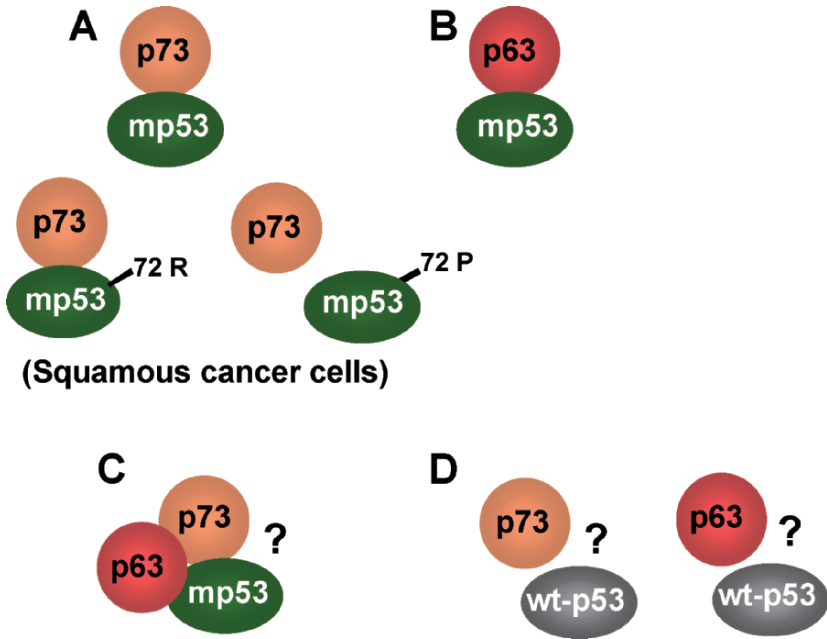 A
p73
mp53
B
p63
mp53
p73
72 R
mp53
p73
72 P
mp53
(Squamous cancer cells)
C
p73
?
p63
mp53
D
p73
?
wt-p53
p63
?
wt-p53